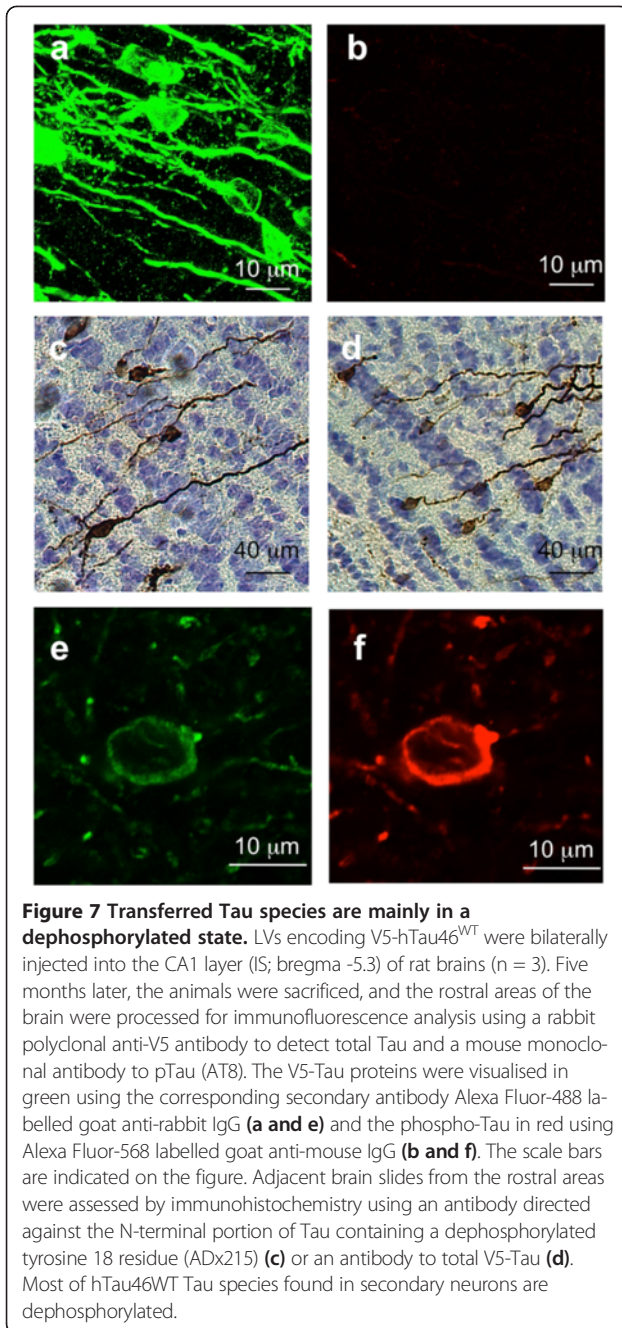 a
b
10 μm
10 μm
c
d
40 μm
40 μm
e
f
10 μm
10 μm
Figure 7 Transferred Tau species are mainly in a
dephosphorylated state. LVs encoding V5-hTau46WT were bilaterally
injected into the CA1 layer (IS; bregma -5.3) of rat brains (n = 3). Five
months later, the animals were sacrificed, and the rostral areas of the
brain were processed for immunofluorescence analysis using a rabbit
polyclonal anti-V5 antibody to detect total Tau and a mouse monoclo-
nal antibody to pTau (AT8). The V5-Tau proteins were visualised in
green using the corresponding secondary antibody Alexa Fluor-488 la-
belled goat anti-rabbit IgG (a and e) and the phospho-Tau in red using
Alexa Fluor-568 labelled goat anti-mouse IgG (b and f). The scale bars
are indicated on the figure. Adjacent brain slides from the rostral areas
were assessed by immunohistochemistry using an antibody directed
against the N-terminal portion of Tau containing a dephosphorylated
tyrosine 18 residue (ADx215) (c) or an antibody to total V5-Tau (d).
Most of hTau46WT Tau species found in secondary neurons are
dephosphorylated.